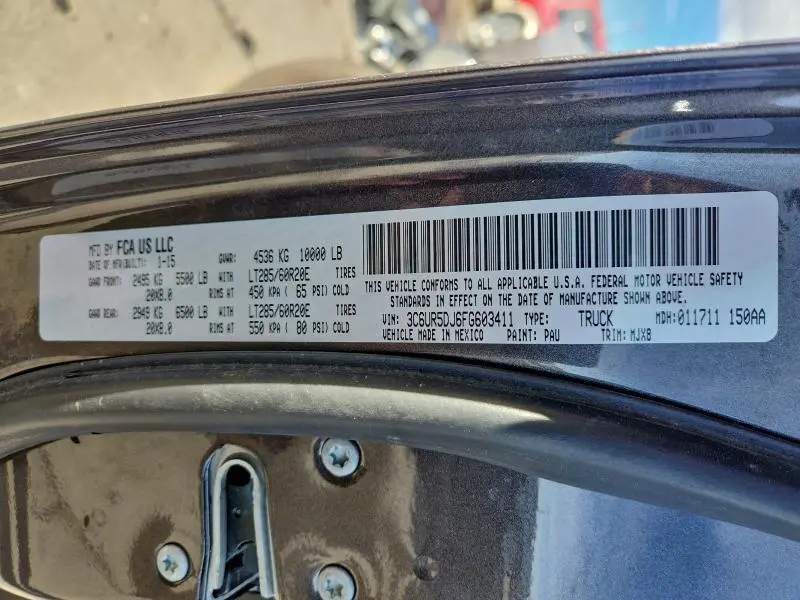 MFD BY FCA US LLC
DATE OF MFR(BUILT): 1-15
GVWR: 4536 KG 10000 LB
GAWR FRONT: 2495 KG 5500 LB WITH LT285/60R20E TIRES
20X8.0 RIMS AT 450 KPA ( 65 PSI) COLD
GAWR REAR: 2949 KG 6500 LB WITH LT285/60R20E TIRES
20X8.0 RIMS AT 550 KPA ( 80 PSI) COLD
THIS VEHICLE CONFORMS TO ALL APPLICABLE U.S.A. FEDERAL MOTOR VEHICLE SAFETY
STANDARDS IN EFFECT ON THE DATE OF MANUFACTURE SHOWN ABOVE.
VIN: 3C6UR5DJ6FG603411 TYPE: TRUCK MDH:011711 150AA
VEHICLE MADE IN MEXICO PAINT: PAU TRIM: MJX8